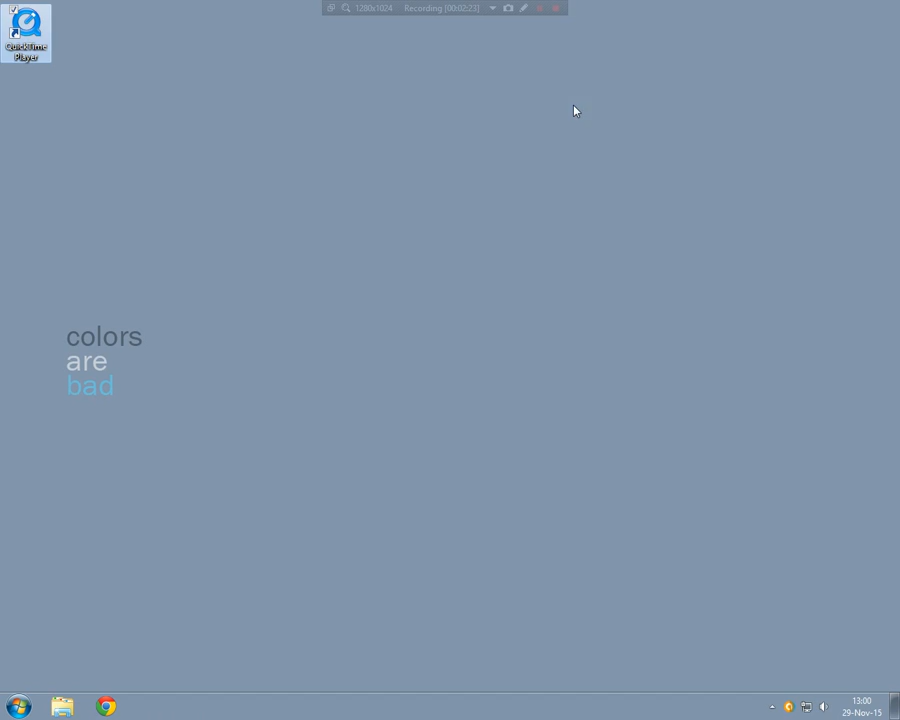 1280x1024 Recording [00:02:23]
QuickTime
Player
colors
are
bad
13:00
29-Nov-15